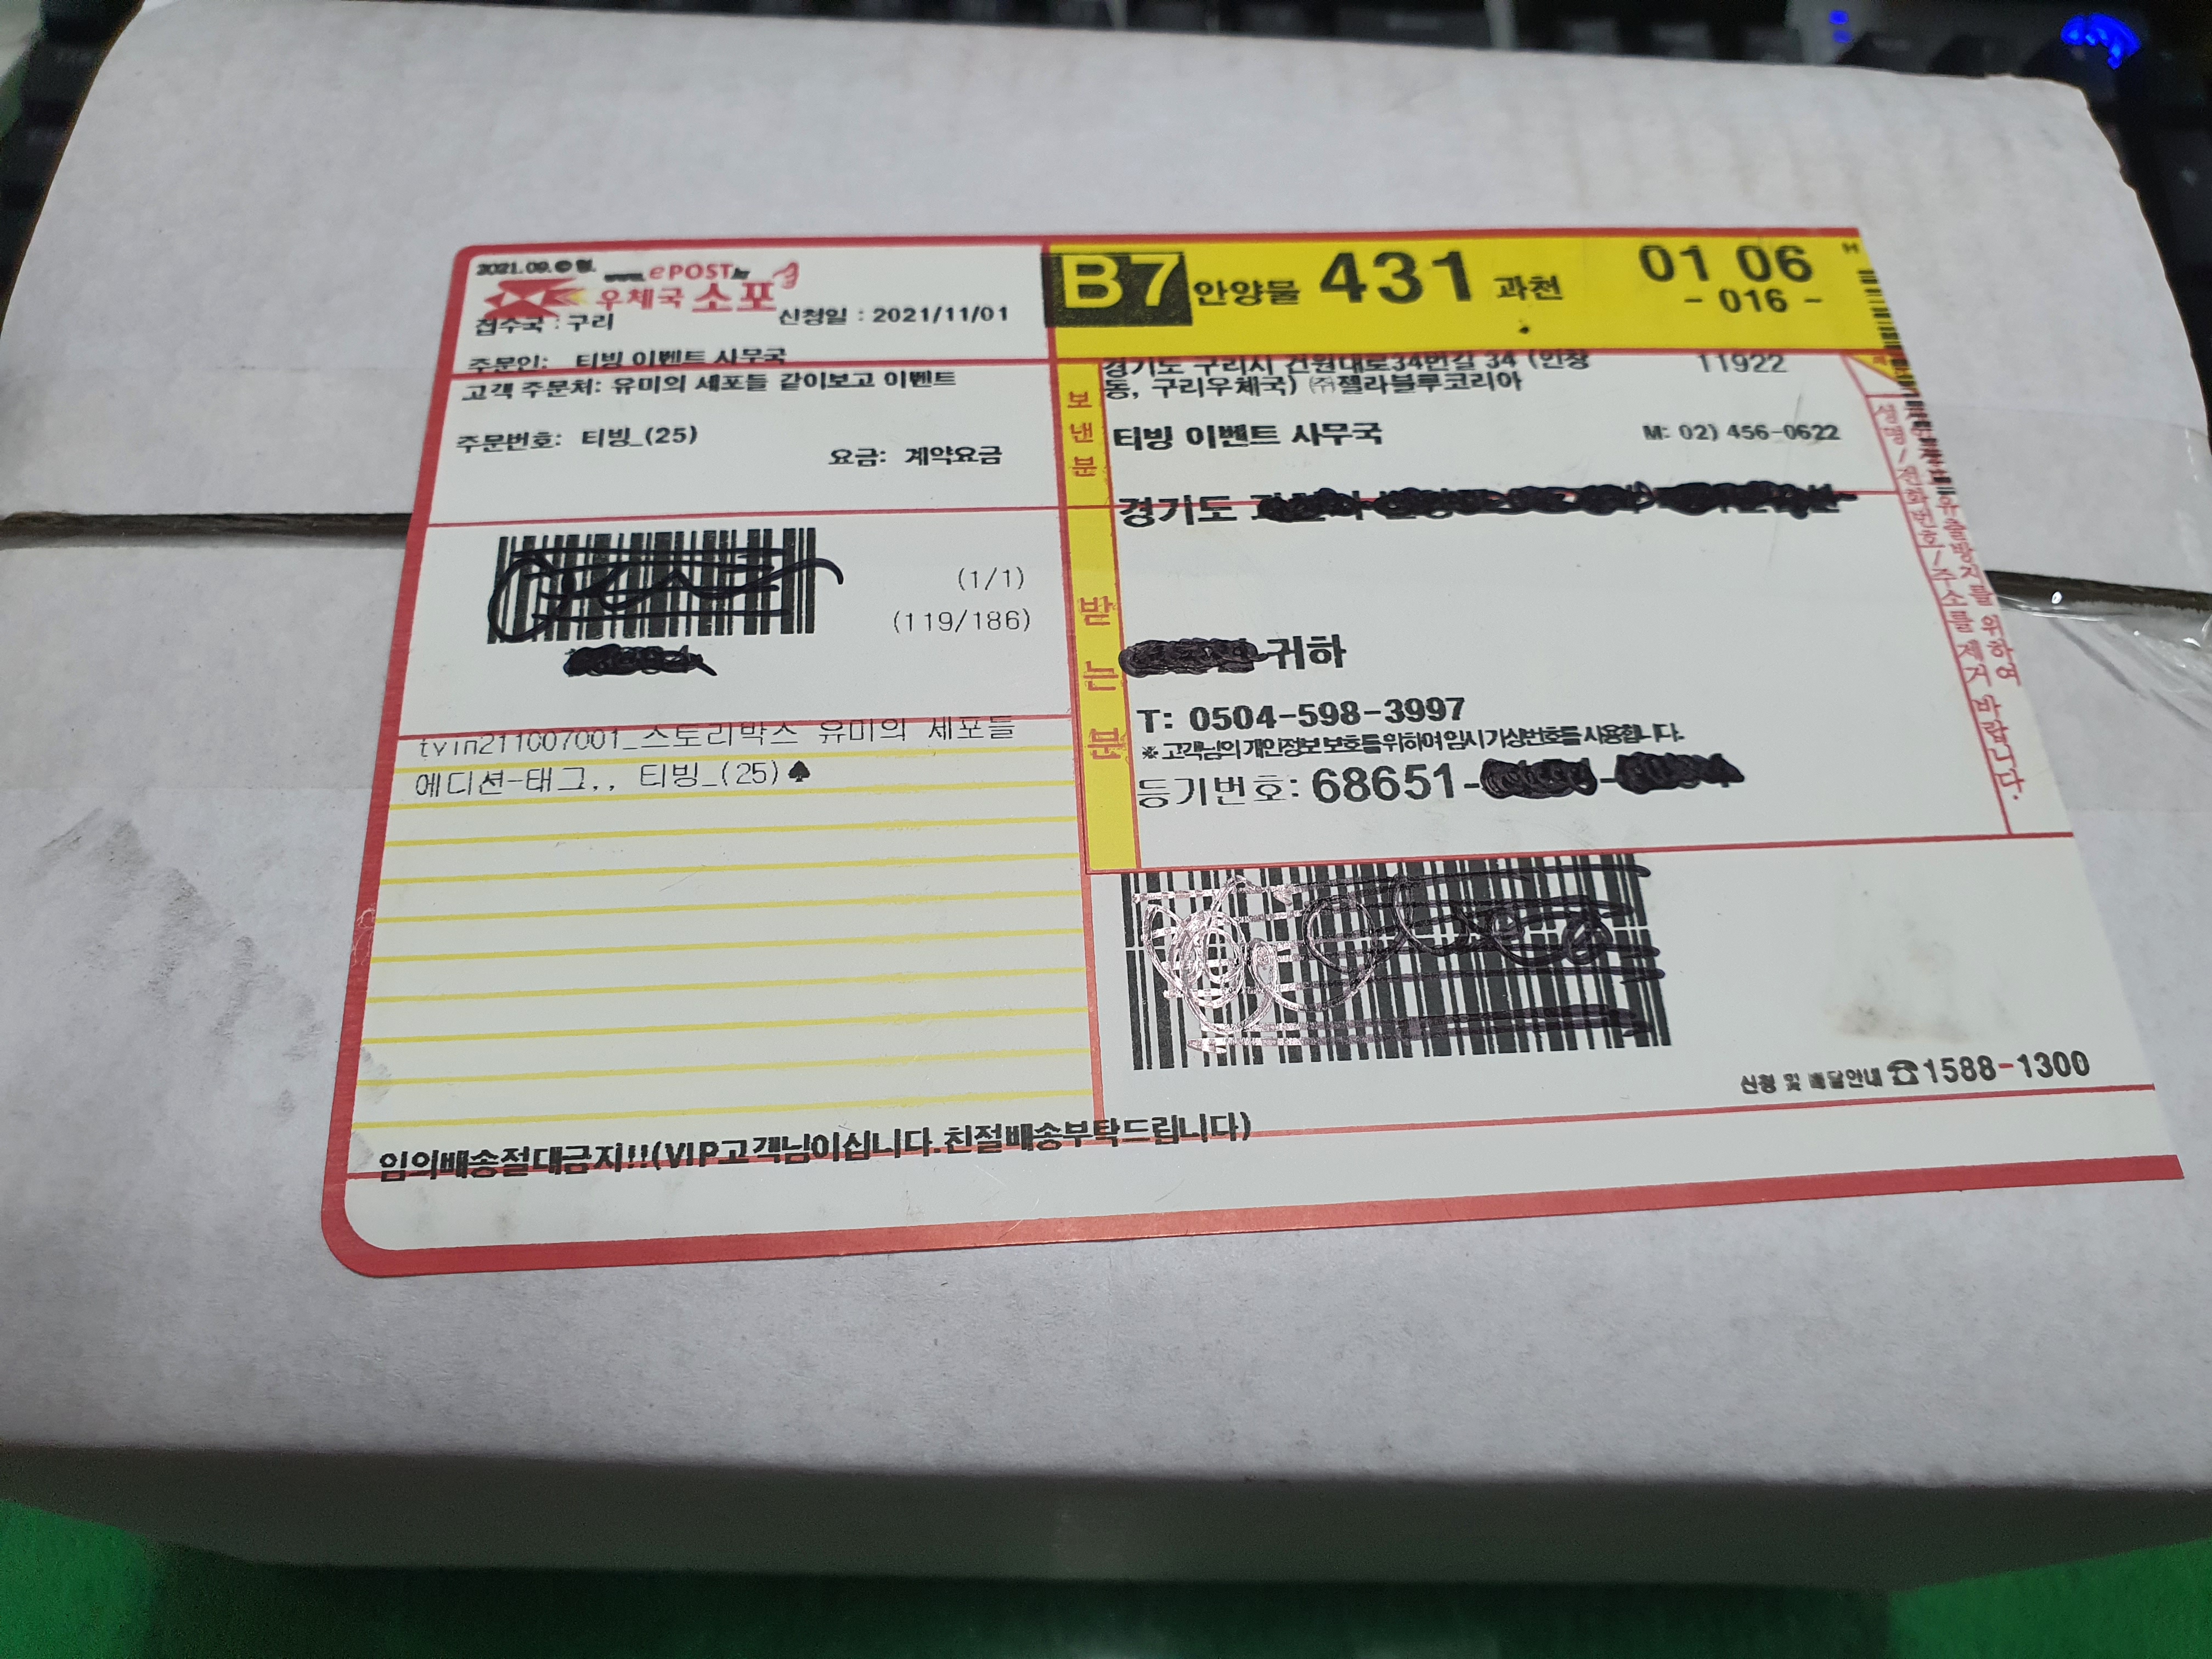 2021.09.
ePOST
우체국 소포
접수국 : 구리
신청일 : 2021/11/01
주문인: 티빙 이벤트 사무국
고객 주문처: 유미의 세포들 같이보고 이벤트
주문번호: 티빙_(25)
요금: 계약요금
(1/1)
(119/186)
tvin211007001_스토리박스 유미의 세포들
에디션-태그,, 티빙_(25)♠
B7 안양물 431 과천 01 06
- 016 -
보낸분
경기도 구리시 건원대로34번길 34 (인창 11922
동, 구리우체국) ㈜젤라블루코리아
티빙 이벤트 사무국 M: 02) 456-0622
받는분
경기도
귀하
T: 0504-598-3997
※ 고객님의 개인정보 보호를 위하여 임시 가상번호를 사용합니다.
등기번호: 68651-
유출방지를 위하여
성명/전화번호/주소를 제거 바랍니다.
신청 및 배달안내 ☎1588-1300
임의배송절대금지!!(VIP고객님이십니다.친절배송부탁드립니다)